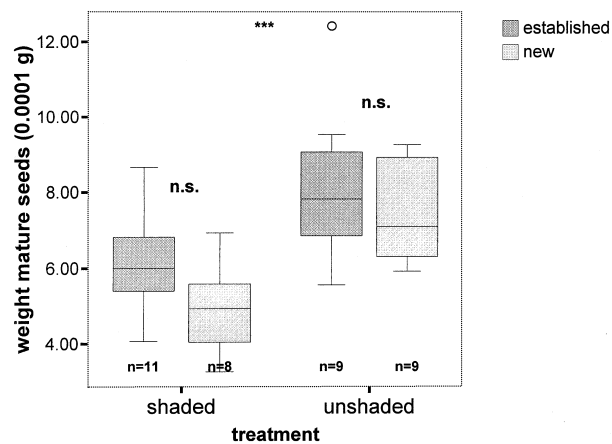 12.00
10.00
8.00
6.00
4.00
weight mature seeds (0.0001 g)
***
n.s.
n.s.
n=11
n=8
n=9
n=9
shaded
unshaded
treatment
established
new